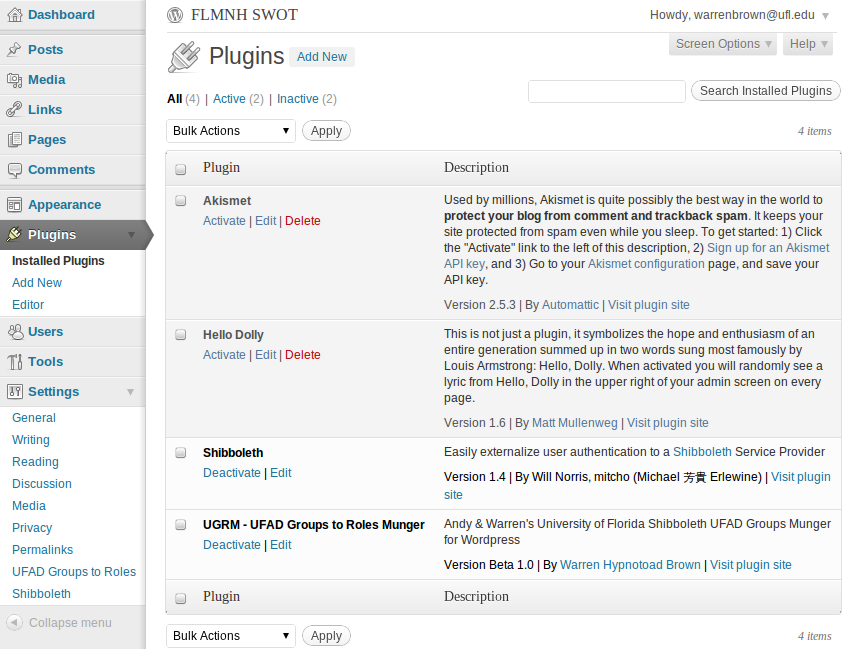 Dashboard
Posts
Media
Links
Pages
Comments
Appearance
Plugins
Installed Plugins
Add New
Editor
Users
Tools
Settings
General
Writing
Reading
Discussion
Media
Privacy
Permalinks
UFAD Groups to Roles
Shibboleth
Collapse menu
FLMNH SWOT
Howdy, warrenbrown@ufl.edu
Screen Options
Help
Plugins Add New
All (4) | Active (2) | Inactive (2)
Search Installed Plugins
Bulk Actions Apply
4 items
Plugin Description
Akismet
Activate | Edit | Delete
Used by millions, Akismet is quite possibly the best way in the world to
protect your blog from comment and trackback spam. It keeps your
site protected from spam even while you sleep. To get started: 1) Click
the "Activate" link to the left of this description, 2) Sign up for an Akismet
API key, and 3) Go to your Akismet configuration page, and save your
API key.
Version 2.5.3 | By Automattic | Visit plugin site
Hello Dolly
Activate | Edit | Delete
This is not just a plugin, it symbolizes the hope and enthusiasm of an
entire generation summed up in two words sung most famously by
Louis Armstrong: Hello, Dolly. When activated you will randomly see a
lyric from Hello, Dolly in the upper right of your admin screen on every
page.
Version 1.6 | By Matt Mullenweg | Visit plugin site
Shibboleth
Deactivate | Edit
Easily externalize user authentication to a Shibboleth Service Provider
Version 1.4 | By Will Norris, mitcho (Michael 芳貴 Erlewine) | Visit plugin
site
UGRM - UFAD Groups to Roles Munger
Deactivate | Edit
Andy & Warren's University of Florida Shibboleth UFAD Groups Munger
for Wordpress
Version Beta 1.0 | By Warren Hypnotoad Brown | Visit plugin site
Plugin Description
Bulk Actions Apply
4 items